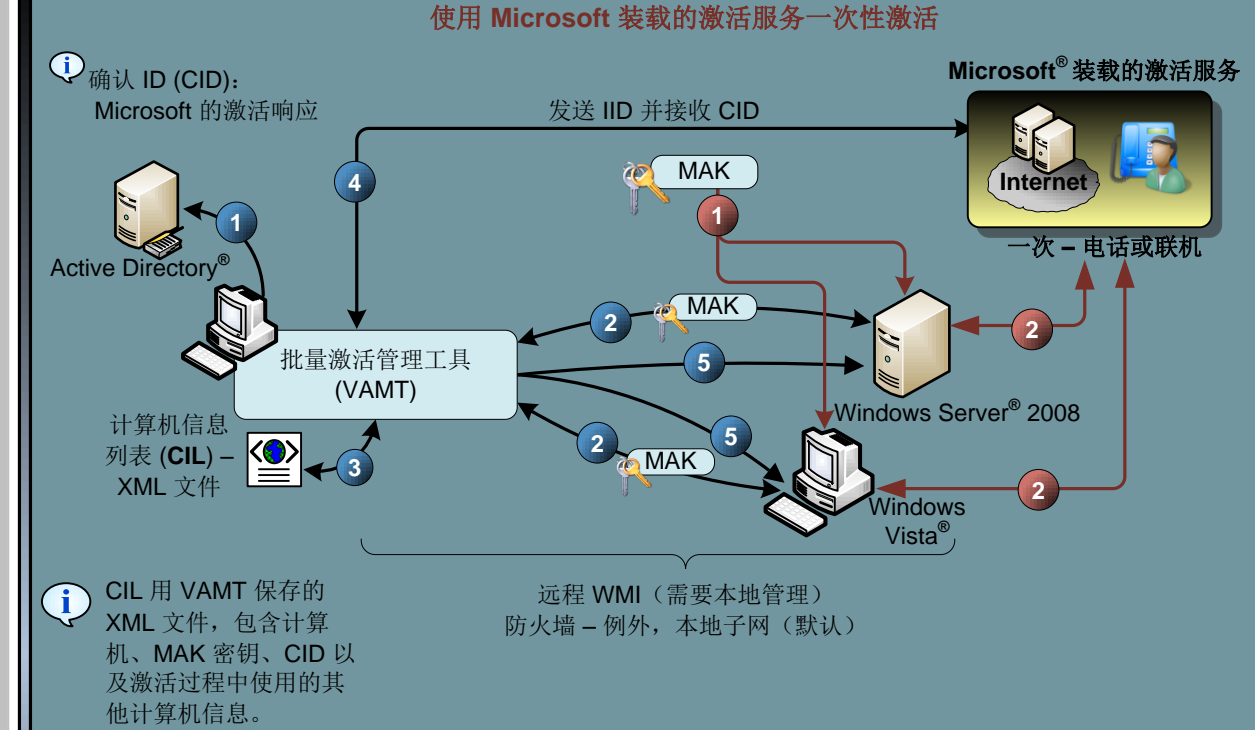 使用 Microsoft 装载的激活服务一次性激活
i
确认 ID (CID):
Microsoft 的激活响应
发送 IID 并接收 CID
Microsoft® 装载的激活服务
Internet
一次 – 电话或联机
4
MAK
1
1
Active Directory®
2
MAK
2
批量激活管理工具
(VAMT)
5
Windows Server® 2008
计算机信息
列表 (CIL) –
XML 文件
3
2
MAK
5
2
Windows
Vista®
i
CIL 用 VAMT 保存的
XML 文件，包含计算
机、MAK 密钥、CID 以
及激活过程中使用的其
他计算机信息。
远程 WMI（需要本地管理）
防火墙 – 例外，本地子网（默认）